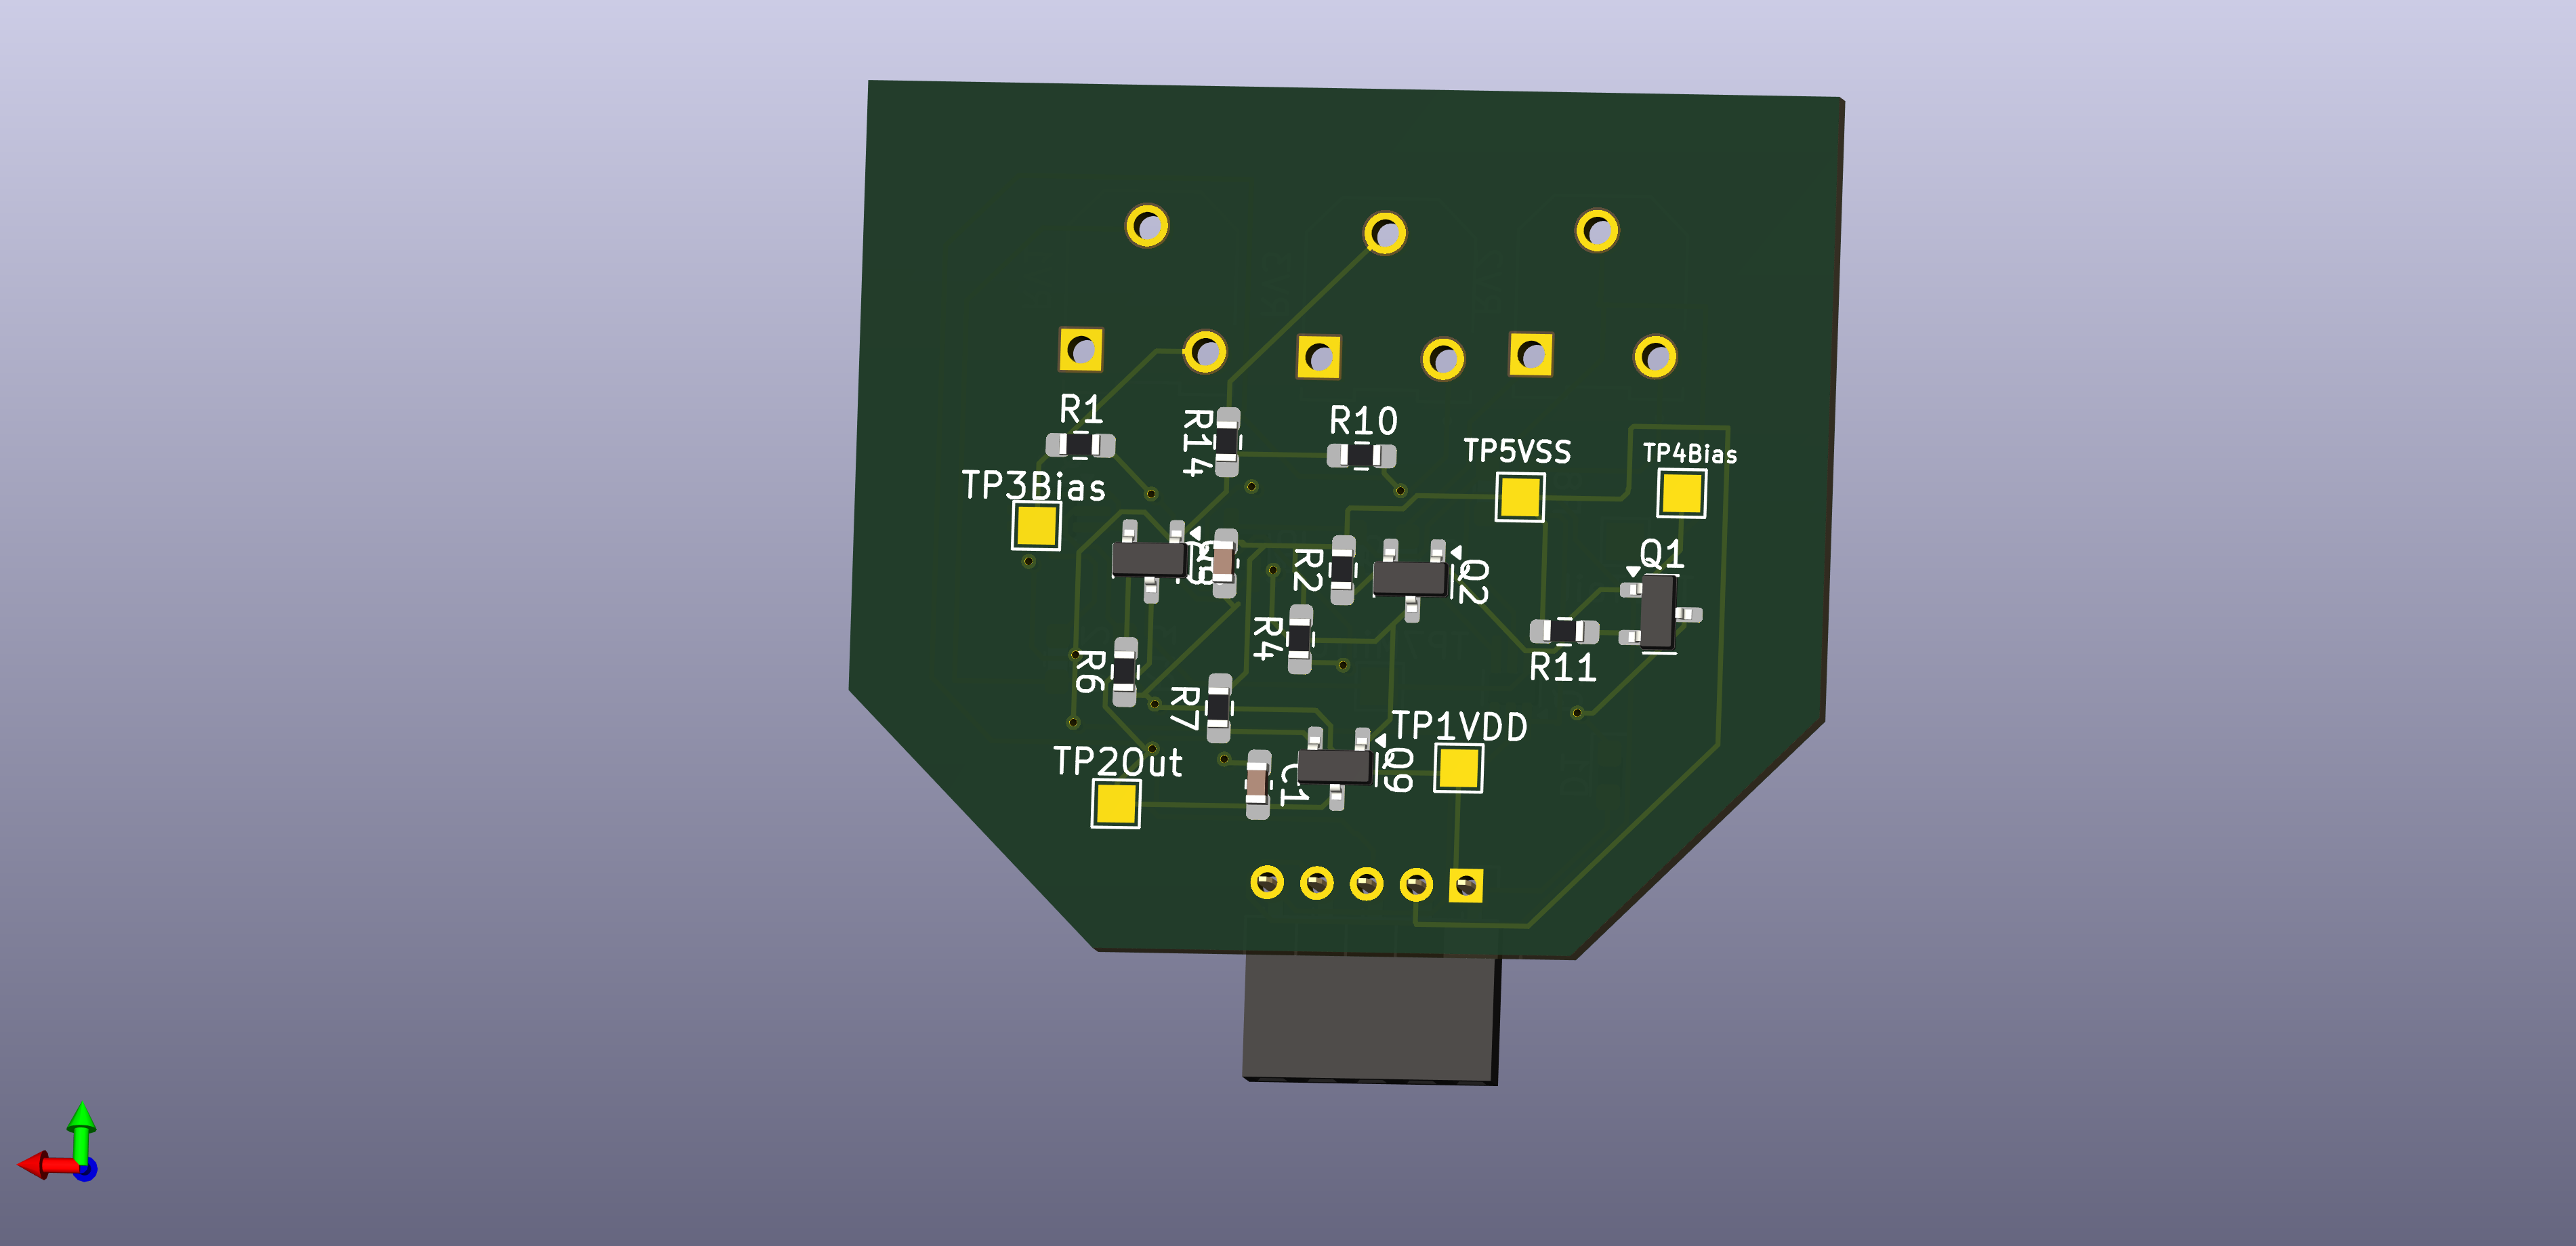 R1
R14
R10
TP5VSS
TP4Bias
TP3Bias
R2
Q2
Q1
R4
R11
R6
R7
TP1VDD
TP2Out
C1
Q9